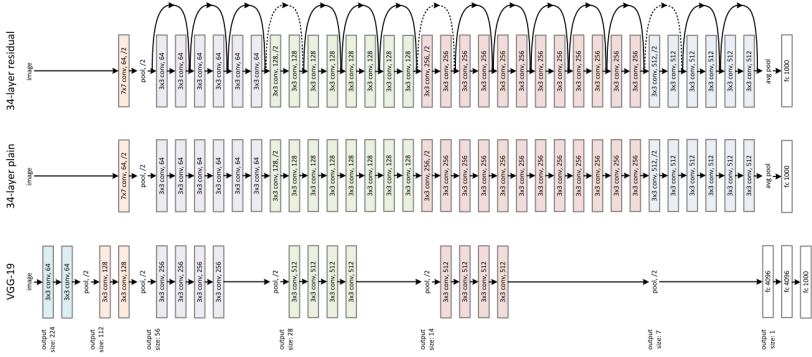 34-layer residual
image
7x7 conv, 64, /2
pool, /2
3x3 conv, 64
3x3 conv, 64
3x3 conv, 64
3x3 conv, 64
3x3 conv, 64
3x3 conv, 64
3x3 conv, 128, /2
3x3 conv, 128
3x3 conv, 128
3x3 conv, 128
3x3 conv, 128
3x3 conv, 128
3x3 conv, 128
3x3 conv, 128
3x3 conv, 256, /2
3x3 conv, 256
3x3 conv, 256
3x3 conv, 256
3x3 conv, 256
3x3 conv, 256
3x3 conv, 256
3x3 conv, 256
3x3 conv, 256
3x3 conv, 256
3x3 conv, 256
3x3 conv, 256
3x3 conv, 512, /2
3x3 conv, 512
3x3 conv, 512
3x3 conv, 512
3x3 conv, 512
3x3 conv, 512
avg pool
fc 1000
34-layer plain
image
7x7 conv, 64, /2
pool, /2
3x3 conv, 64
3x3 conv, 64
3x3 conv, 64
3x3 conv, 64
3x3 conv, 64
3x3 conv, 64
3x3 conv, 128, /2
3x3 conv, 128
3x3 conv, 128
3x3 conv, 128
3x3 conv, 128
3x3 conv, 128
3x3 conv, 128
3x3 conv, 128
3x3 conv, 256, /2
3x3 conv, 256
3x3 conv, 256
3x3 conv, 256
3x3 conv, 256
3x3 conv, 256
3x3 conv, 256
3x3 conv, 256
3x3 conv, 256
3x3 conv, 256
3x3 conv, 256
3x3 conv, 256
3x3 conv, 512, /2
3x3 conv, 512
3x3 conv, 512
3x3 conv, 512
3x3 conv, 512
3x3 conv, 512
avg pool
fc 1000
VGG-19
image
3x3 conv, 64
3x3 conv, 64
pool, /2
3x3 conv, 128
3x3 conv, 128
pool, /2
3x3 conv, 256
3x3 conv, 256
3x3 conv, 256
3x3 conv, 256
pool, /2
3x3 conv, 512
3x3 conv, 512
3x3 conv, 512
3x3 conv, 512
pool, /2
3x3 conv, 512
3x3 conv, 512
3x3 conv, 512
3x3 conv, 512
pool, /2
fc 4096
fc 4096
fc 1000
output
size: 224
output
size: 112
output
size: 56
output
size: 28
output
size: 14
output
size: 7
output
size: 1